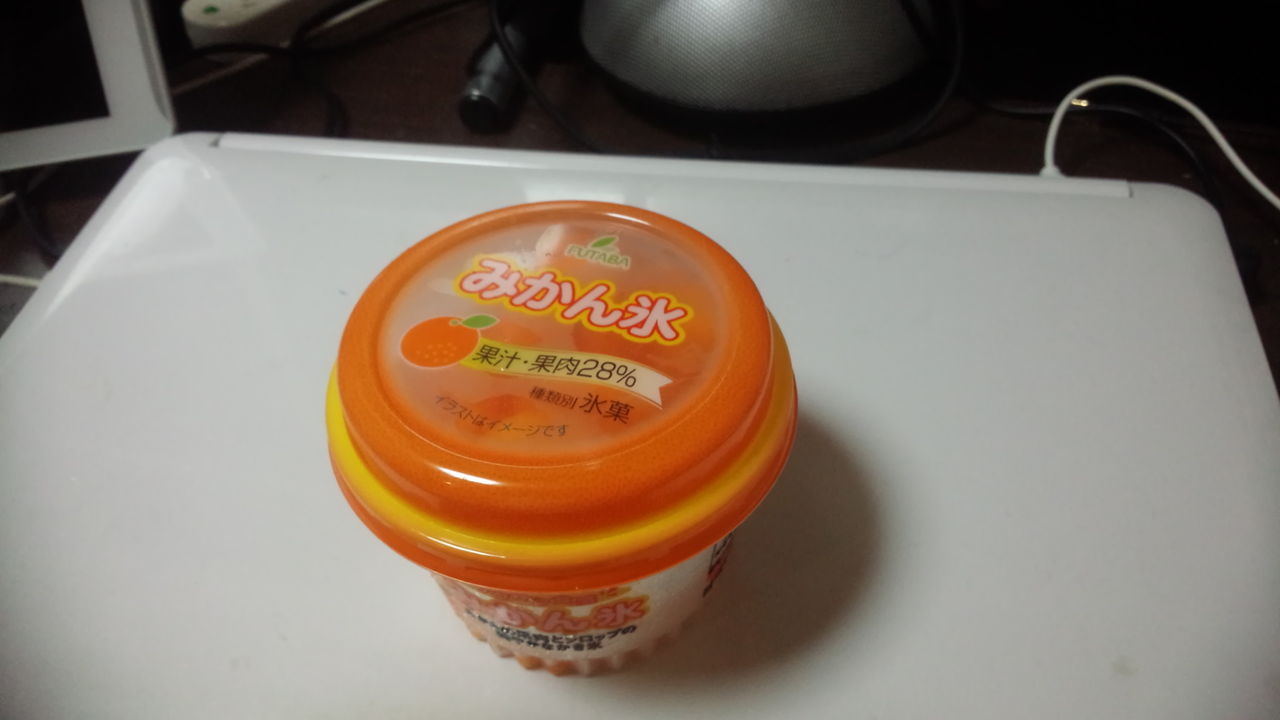 FUTABA
みかん氷
果汁・果肉28%
種類別 氷菓
イラストはイメージです
かん氷